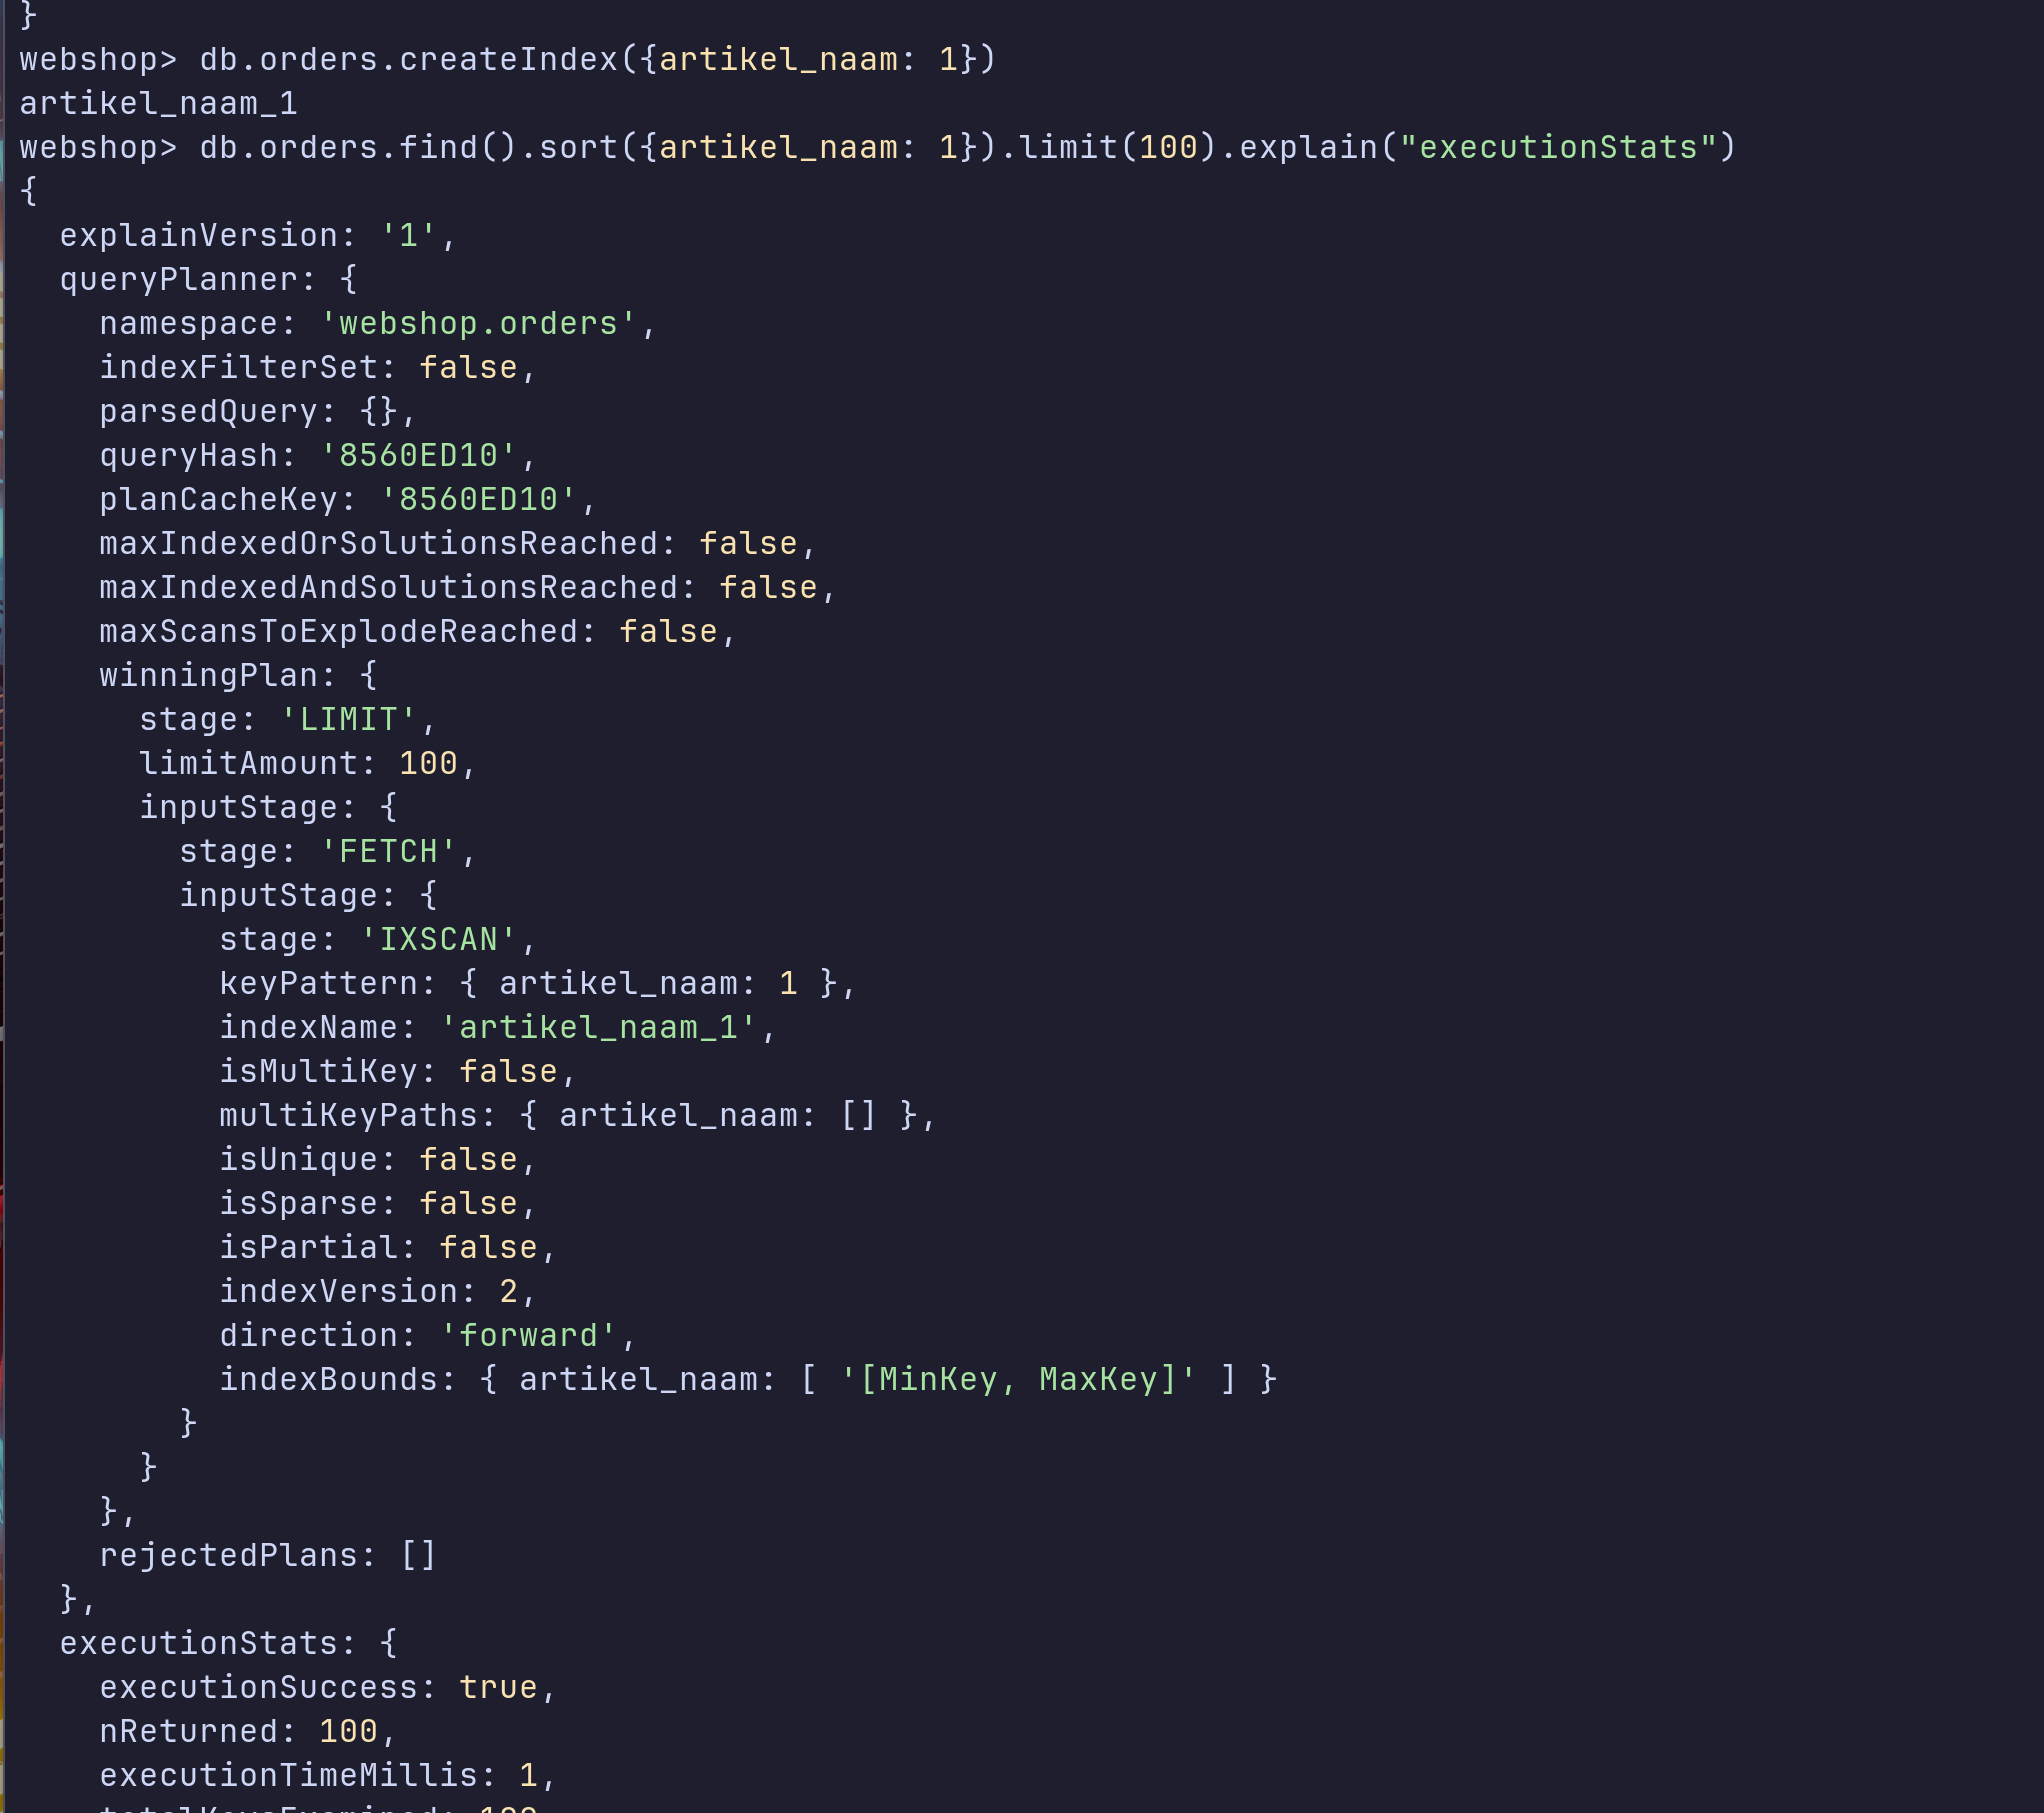 }
webshop> db.orders.createIndex({artikel_naam: 1})
artikel_naam_1
webshop> db.orders.find().sort({artikel_naam: 1}).limit(100).explain("executionStats")
{
  explainVersion: '1',
  queryPlanner: {
    namespace: 'webshop.orders',
    indexFilterSet: false,
    parsedQuery: {},
    queryHash: '8560ED10',
    planCacheKey: '8560ED10',
    maxIndexedOrSolutionsReached: false,
    maxIndexedAndSolutionsReached: false,
    maxScansToExplodeReached: false,
    winningPlan: {
      stage: 'LIMIT',
      limitAmount: 100,
      inputStage: {
        stage: 'FETCH',
        inputStage: {
          stage: 'IXSCAN',
          keyPattern: { artikel_naam: 1 },
          indexName: 'artikel_naam_1',
          isMultiKey: false,
          multiKeyPaths: { artikel_naam: [] },
          isUnique: false,
          isSparse: false,
          isPartial: false,
          indexVersion: 2,
          direction: 'forward',
          indexBounds: { artikel_naam: [ '[MinKey, MaxKey]' ] }
        }
      }
    },
    rejectedPlans: []
  },
  executionStats: {
    executionSuccess: true,
    nReturned: 100,
    executionTimeMillis: 1,
    totalKeysExamined: 100